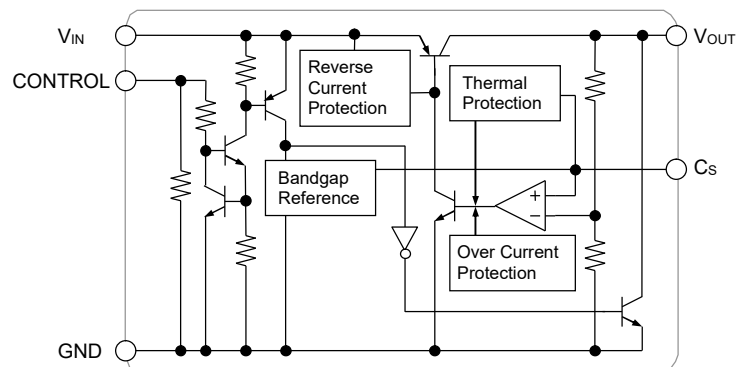 VIN
VOUT
CONTROL
Reverse
Current
Protection
Thermal
Protection
CS
Bandgap
Reference
+
−
Over Current
Protection
GND